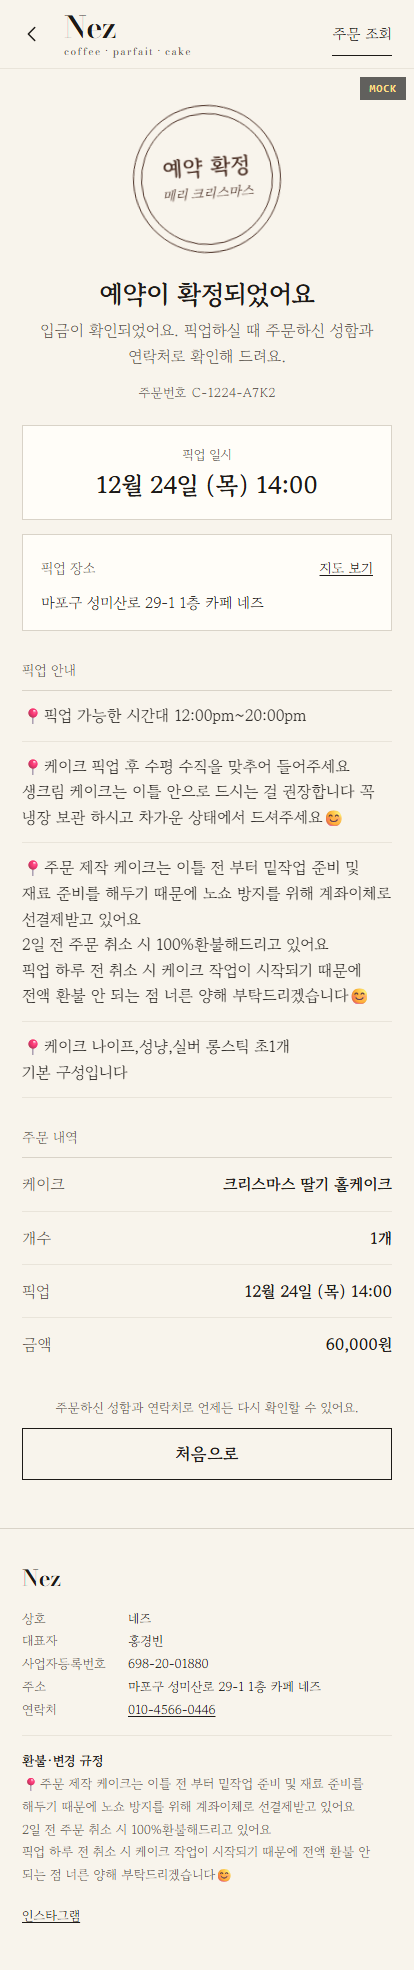 Nez
coffee · parfait · cake
주문 조회
MOCK
예약 확정
메리 크리스마스
예약이 확정되었어요
입금이 확인되었어요. 픽업하실 때 주문하신 성함과
연락처로 확인해 드려요.
주문번호 C-1224-A7K2
픽업 일시
12월 24일 (목) 14:00
픽업 장소
지도 보기
마포구 성미산로 29-1 1층 카페 네즈
픽업 안내
📍픽업 가능한 시간대 12:00pm~20:00pm
📍케이크 픽업 후 수평 수직을 맞추어 들어주세요
생크림 케이크는 이틀 안으로 드시는 걸 권장합니다 꼭
냉장 보관 하시고 차가운 상태에서 드셔주세요😊
📍주문 제작 케이크는 이틀 전 부터 밑작업 준비 및
재료 준비를 해두기 때문에 노쇼 방지를 위해 계좌이체로
선결제받고 있어요
2일 전 주문 취소 시 100%환불해드리고 있어요
픽업 하루 전 취소 시 케이크 작업이 시작되기 때문에
전액 환불 안 되는 점 너른 양해 부탁드리겠습니다😊
📍케이크 나이프,성냥,실버 롱스틱 초1개
기본 구성입니다
주문 내역
케이크 크리스마스 딸기 홀케이크
개수 1개
픽업 12월 24일 (목) 14:00
금액 60,000원
주문하신 성함과 연락처로 언제든 다시 확인할 수 있어요.
처음으로
Nez
상호 네즈
대표자 홍경빈
사업자등록번호 698-20-01880
주소 마포구 성미산로 29-1 1층 카페 네즈
연락처 010-4566-0446
환불·변경 규정
📍주문 제작 케이크는 이틀 전 부터 밑작업 준비 및 재료 준비를
해두기 때문에 노쇼 방지를 위해 계좌이체로 선결제받고 있어요
2일 전 주문 취소 시 100%환불해드리고 있어요
픽업 하루 전 취소 시 케이크 작업이 시작되기 때문에 전액 환불 안
되는 점 너른 양해 부탁드리겠습니다😊
인스타그램